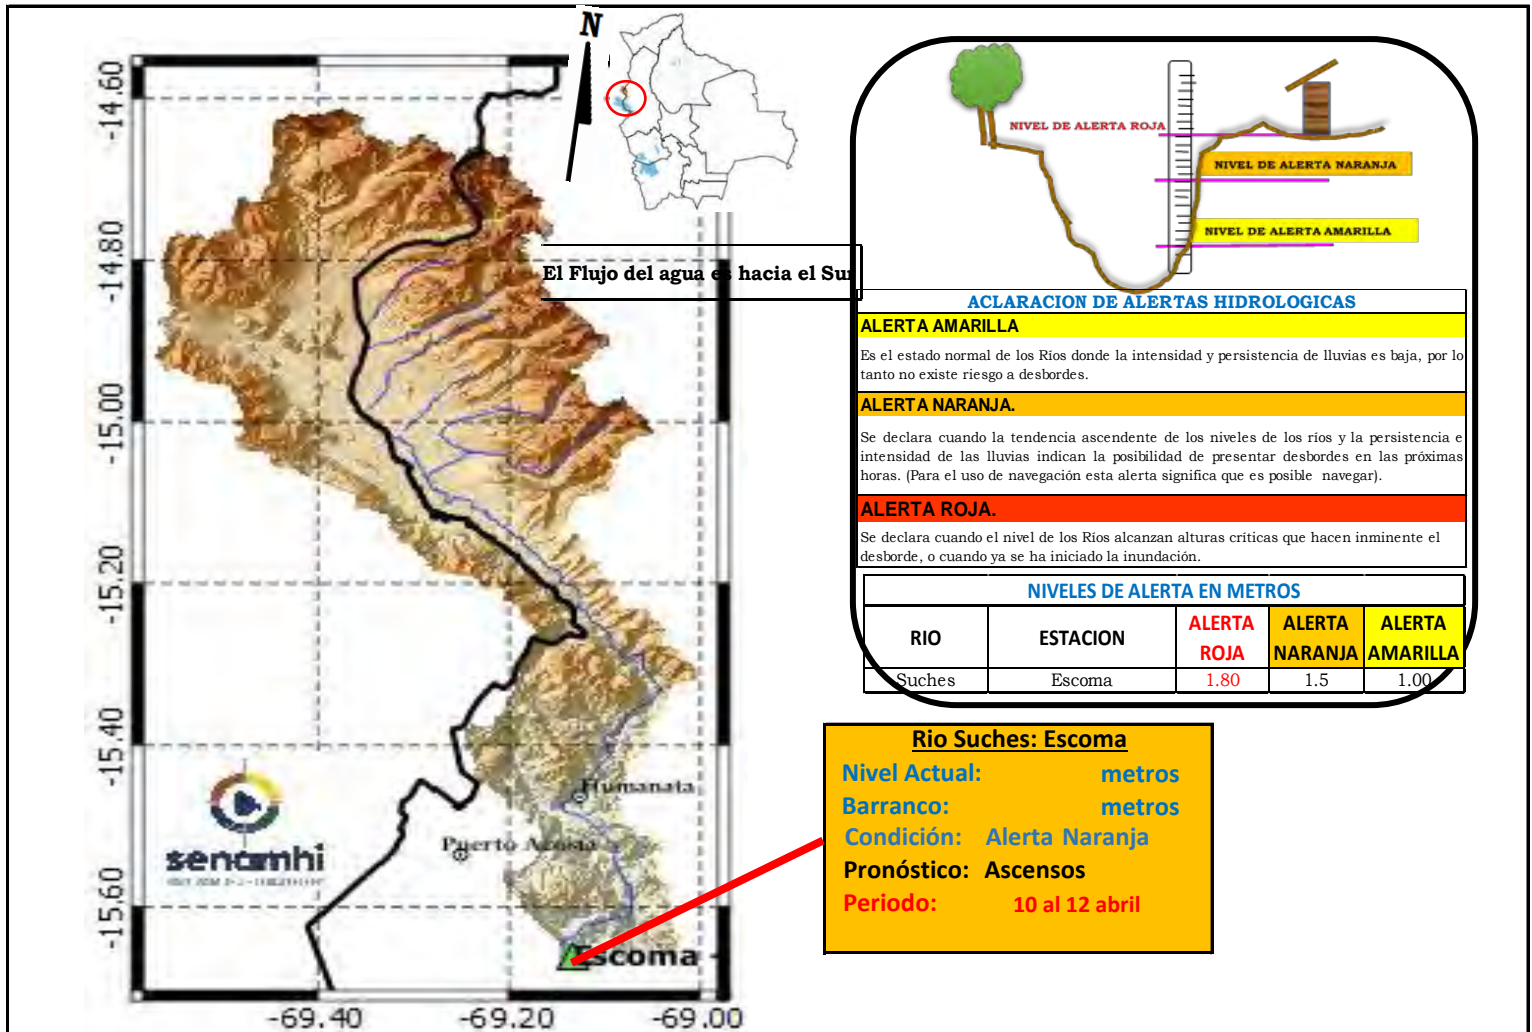 N
-14.60
-14.80
-15.00
-15.20
-15.40
-15.60
-69.40
-69.20
-69.00
El Flujo del agua es hacia el Sur
Humanata
Puerto Acosta
Escoma
senamhi
NIVEL DE ALERTA ROJA
NIVEL DE ALERTA NARANJA
NIVEL DE ALERTA AMARILLA
ACLARACION DE ALERTAS HIDROLOGICAS
ALERTA AMARILLA
Es el estado normal de los Ríos donde la intensidad y persistencia de lluvias es baja, por lo
tanto no existe riesgo a desbordes.
ALERTA NARANJA.
Se declara cuando la tendencia ascendente de los niveles de los ríos y la persistencia e
intensidad de las lluvias indican la posibilidad de presentar desbordes en las próximas
horas. (Para el uso de navegación esta alerta significa que es posible navegar).
ALERTA ROJA.
Se declara cuando el nivel de los Ríos alcanzan alturas críticas que hacen inminente el
desborde, o cuando ya se ha iniciado la inundación.
NIVELES DE ALERTA EN METROS
RIO ESTACION ALERTA ROJA ALERTA NARANJA ALERTA AMARILLA
Suches Escoma 1.80 1.5 1.00
Rio Suches: Escoma
Nivel Actual: metros
Barranco: metros
Condición: Alerta Naranja
Pronóstico: Ascensos
Periodo: 10 al 12 abril